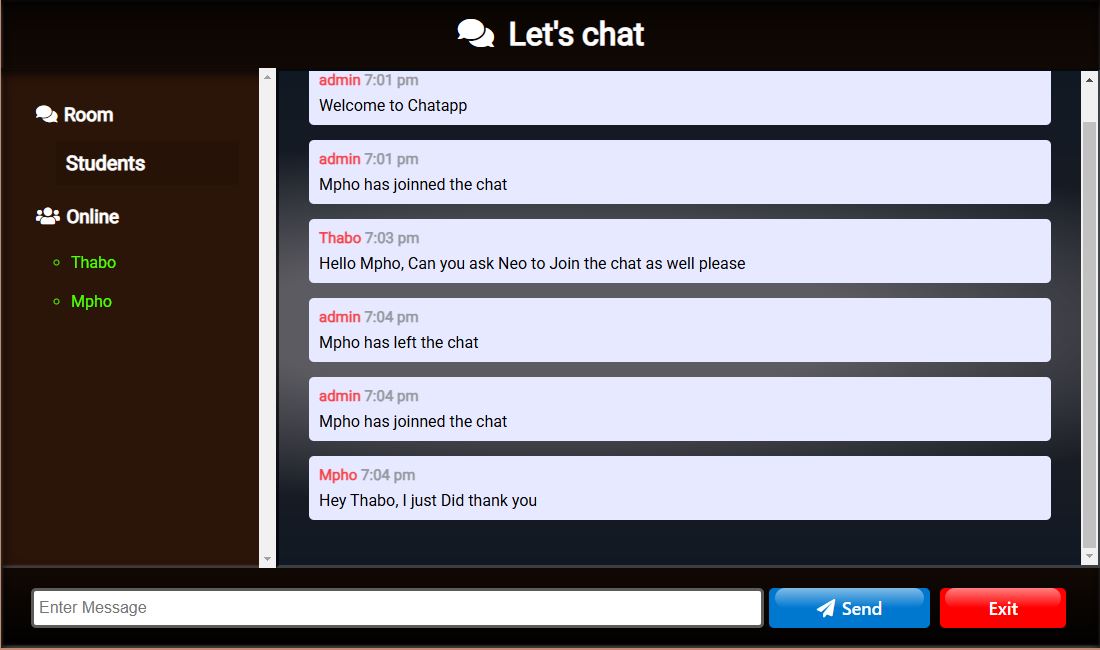 Let's chat
Room
Students
Online
Thabo
Mpho
admin 7:01 pm
Welcome to Chatapp
admin 7:01 pm
Mpho has joinned the chat
Thabo 7:03 pm
Hello Mpho, Can you ask Neo to Join the chat as well please
admin 7:04 pm
Mpho has left the chat
admin 7:04 pm
Mpho has joinned the chat
Mpho 7:04 pm
Hey Thabo, I just Did thank you
Enter Message
Send
Exit